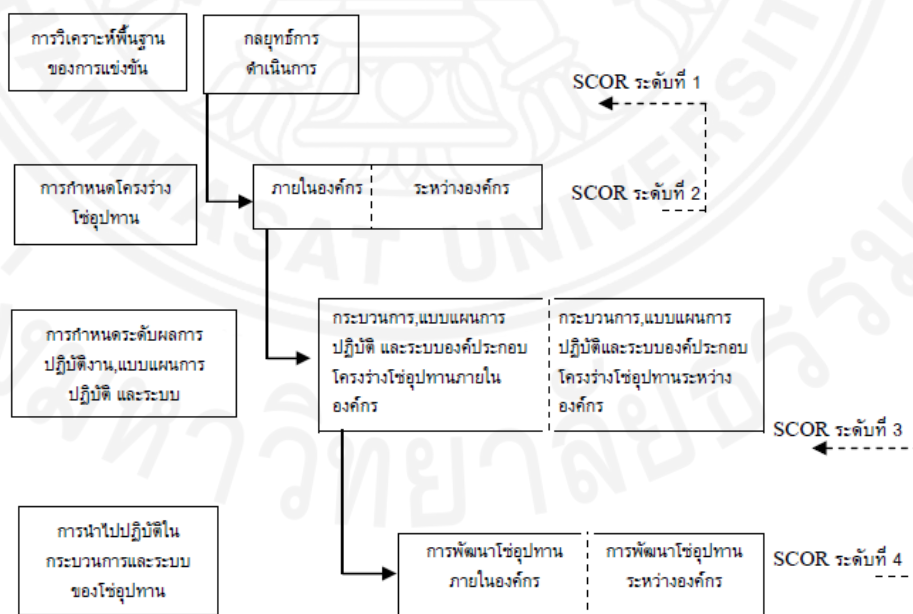 การวิเคราะห์พื้นฐาน
ของการแข่งขัน
กลยุทธ์การ
ดำเนินการ
SCOR ระดับที่ 1
การกำหนดโครงร่าง
โซ่อุปทาน
ภายในองค์กร
ระหว่างองค์กร
SCOR ระดับที่ 2
การกำหนดระดับผลการ
ปฏิบัติงาน,แบบแผนการ
ปฏิบัติ และระบบ
กระบวนการ,แบบแผนการ
ปฏิบัติ และระบบองค์ประกอบ
โครงร่างโซ่อุปทานภายใน
องค์กร
กระบวนการ,แบบแผนการ
ปฏิบัติและระบบองค์ประกอบ
โครงร่างโซ่อุปทานระหว่าง
องค์กร
SCOR ระดับที่ 3
การนำไปปฏิบัติใน
กระบวนการและระบบ
ของโซ่อุปทาน
การพัฒนาโซ่อุปทาน
ภายในองค์กร
การพัฒนาโซ่อุปทาน
ระหว่างองค์กร
SCOR ระดับที่ 4